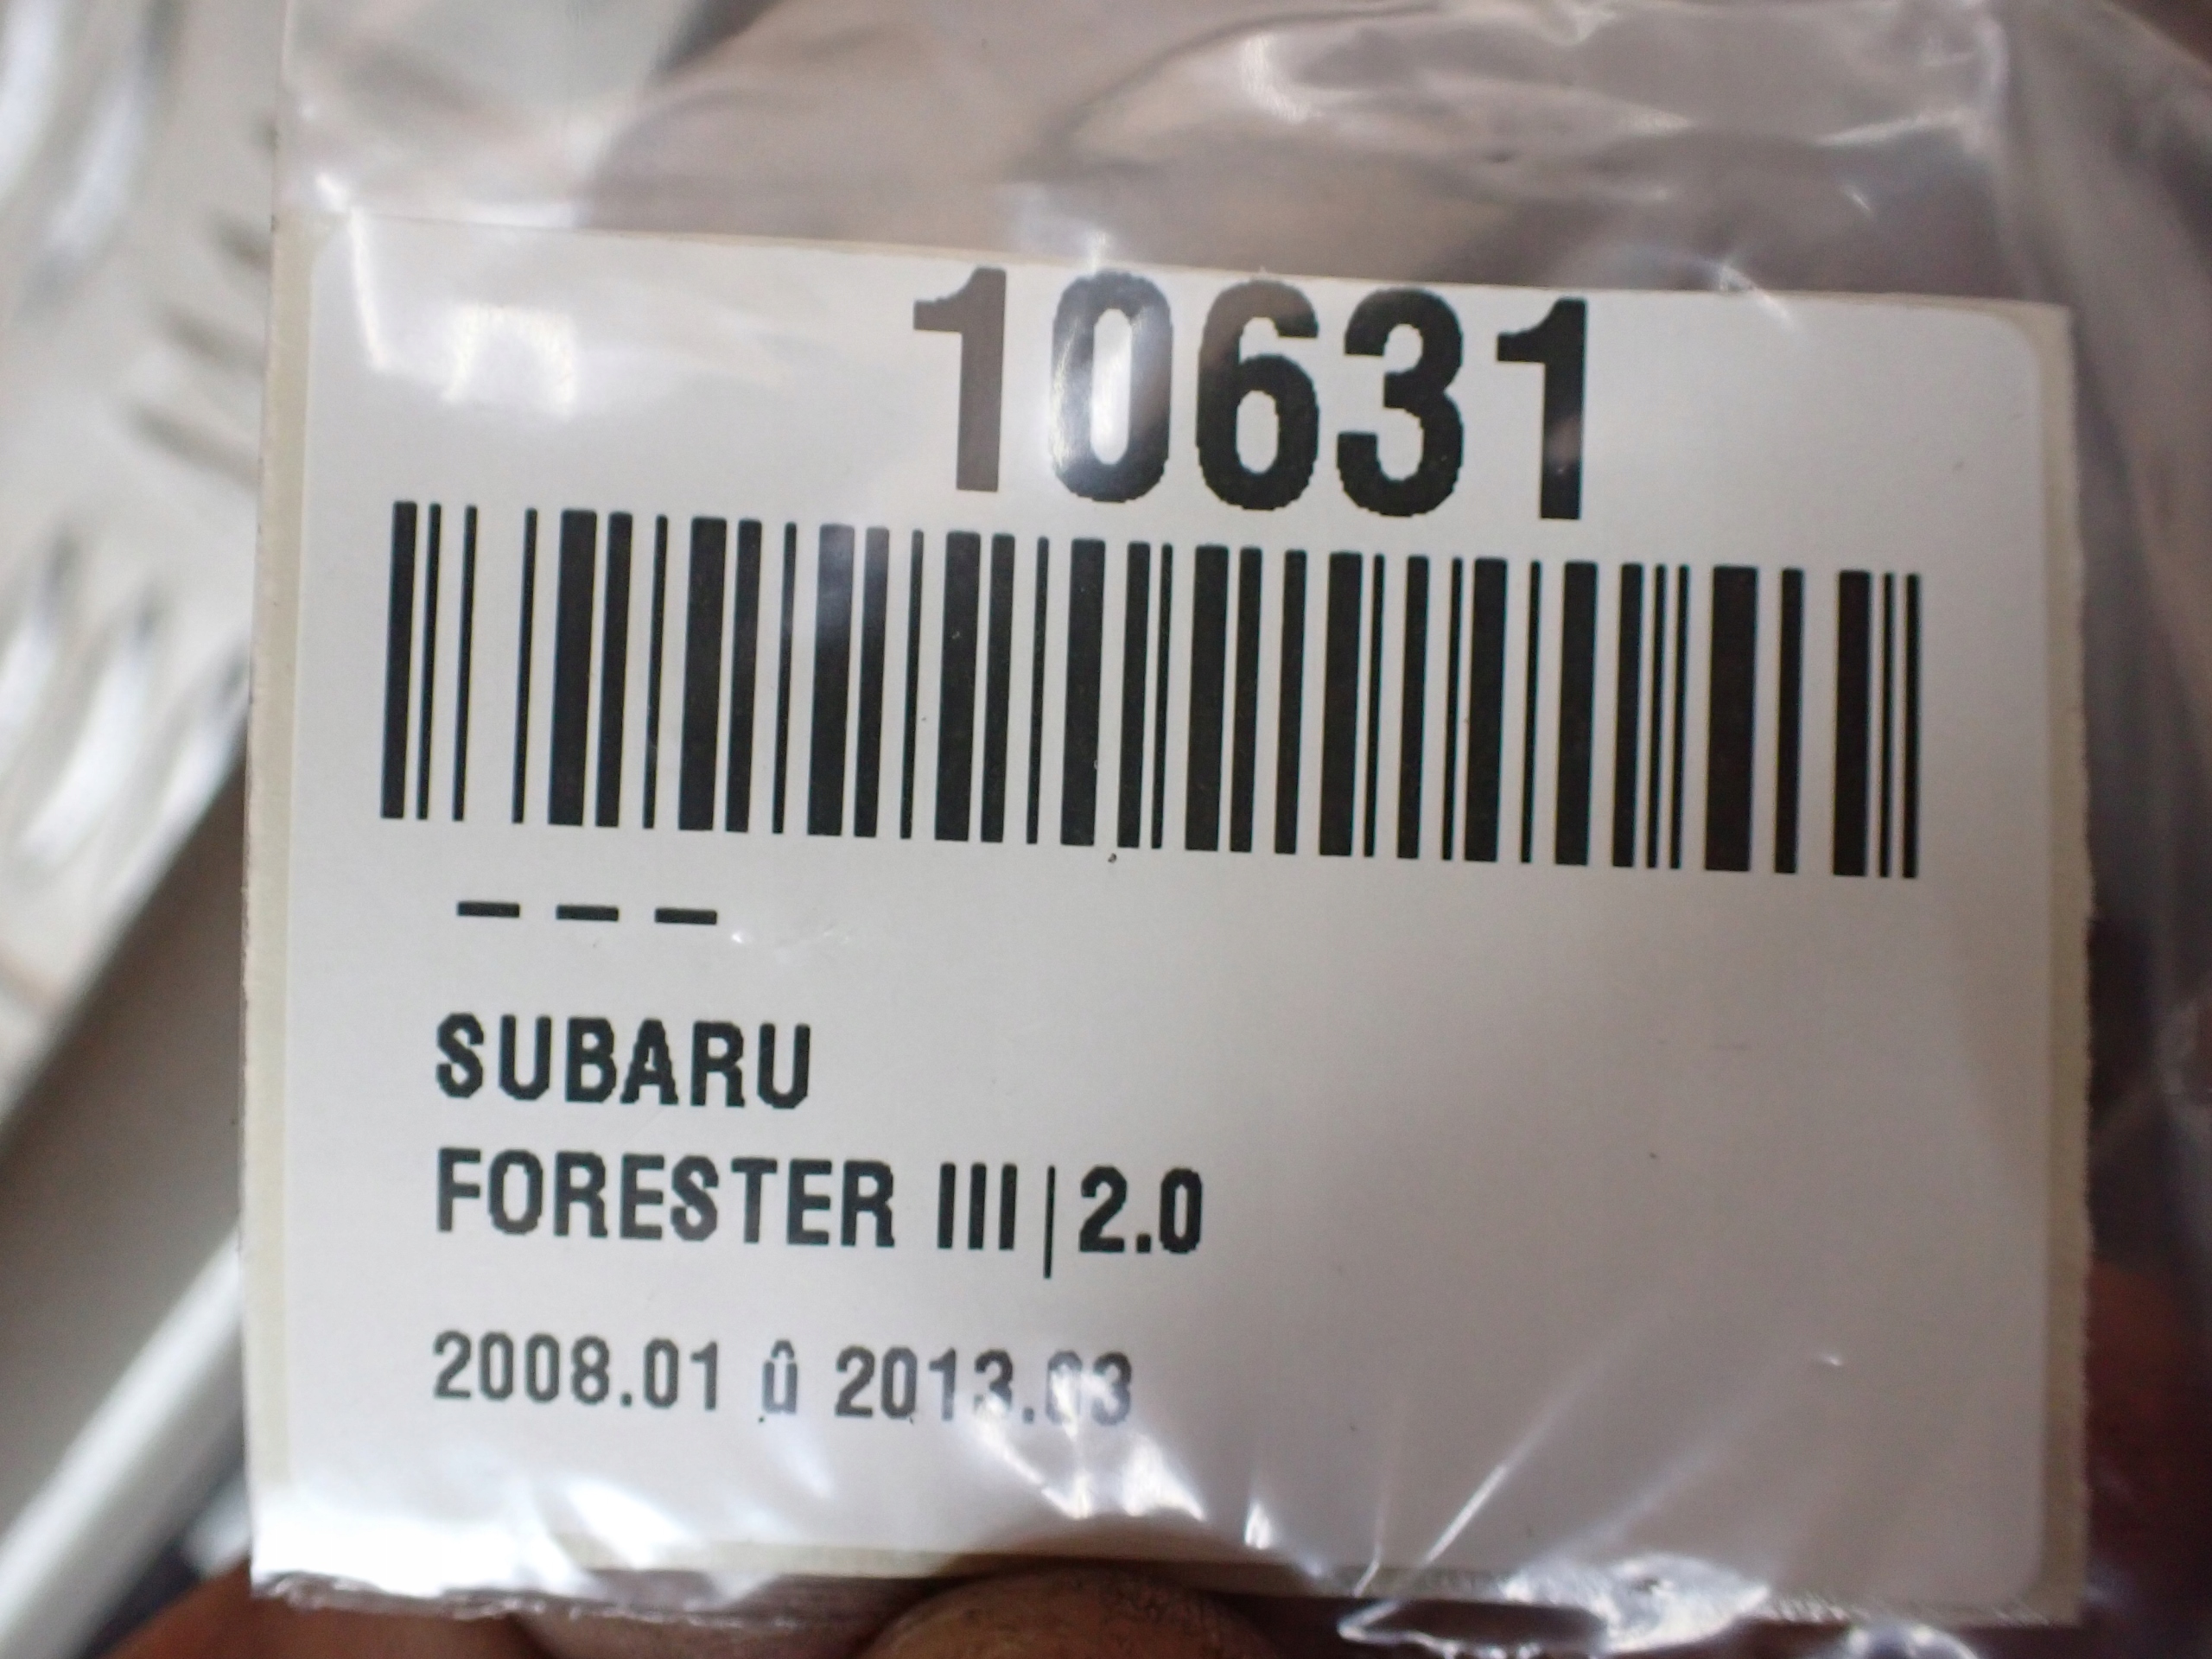 10631
– – –
SUBARU
FORESTER III|2.0
2008.01 û 2013.03